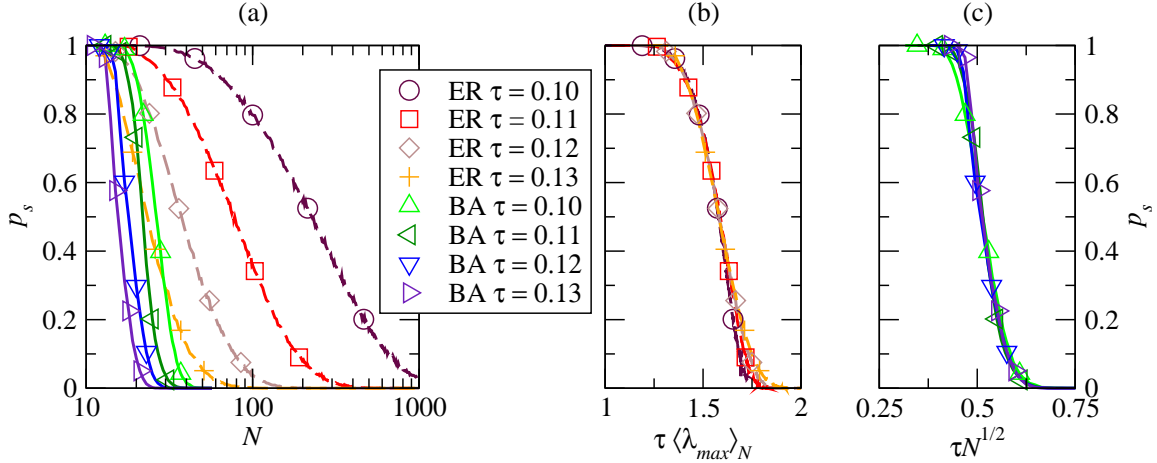 (a)
(b)
(c)
1
0.8
0.6
0.4
0.2
0
p_s
10
100
1000
N
ER τ = 0.10
ER τ = 0.11
ER τ = 0.12
ER τ = 0.13
BA τ = 0.10
BA τ = 0.11
BA τ = 0.12
BA τ = 0.13
1
1.5
2
τ ⟨λ_max⟩_N
0.25
0.5
0.75
τN^1/2
1
0.8
0.6
0.4
0.2
0
p_s